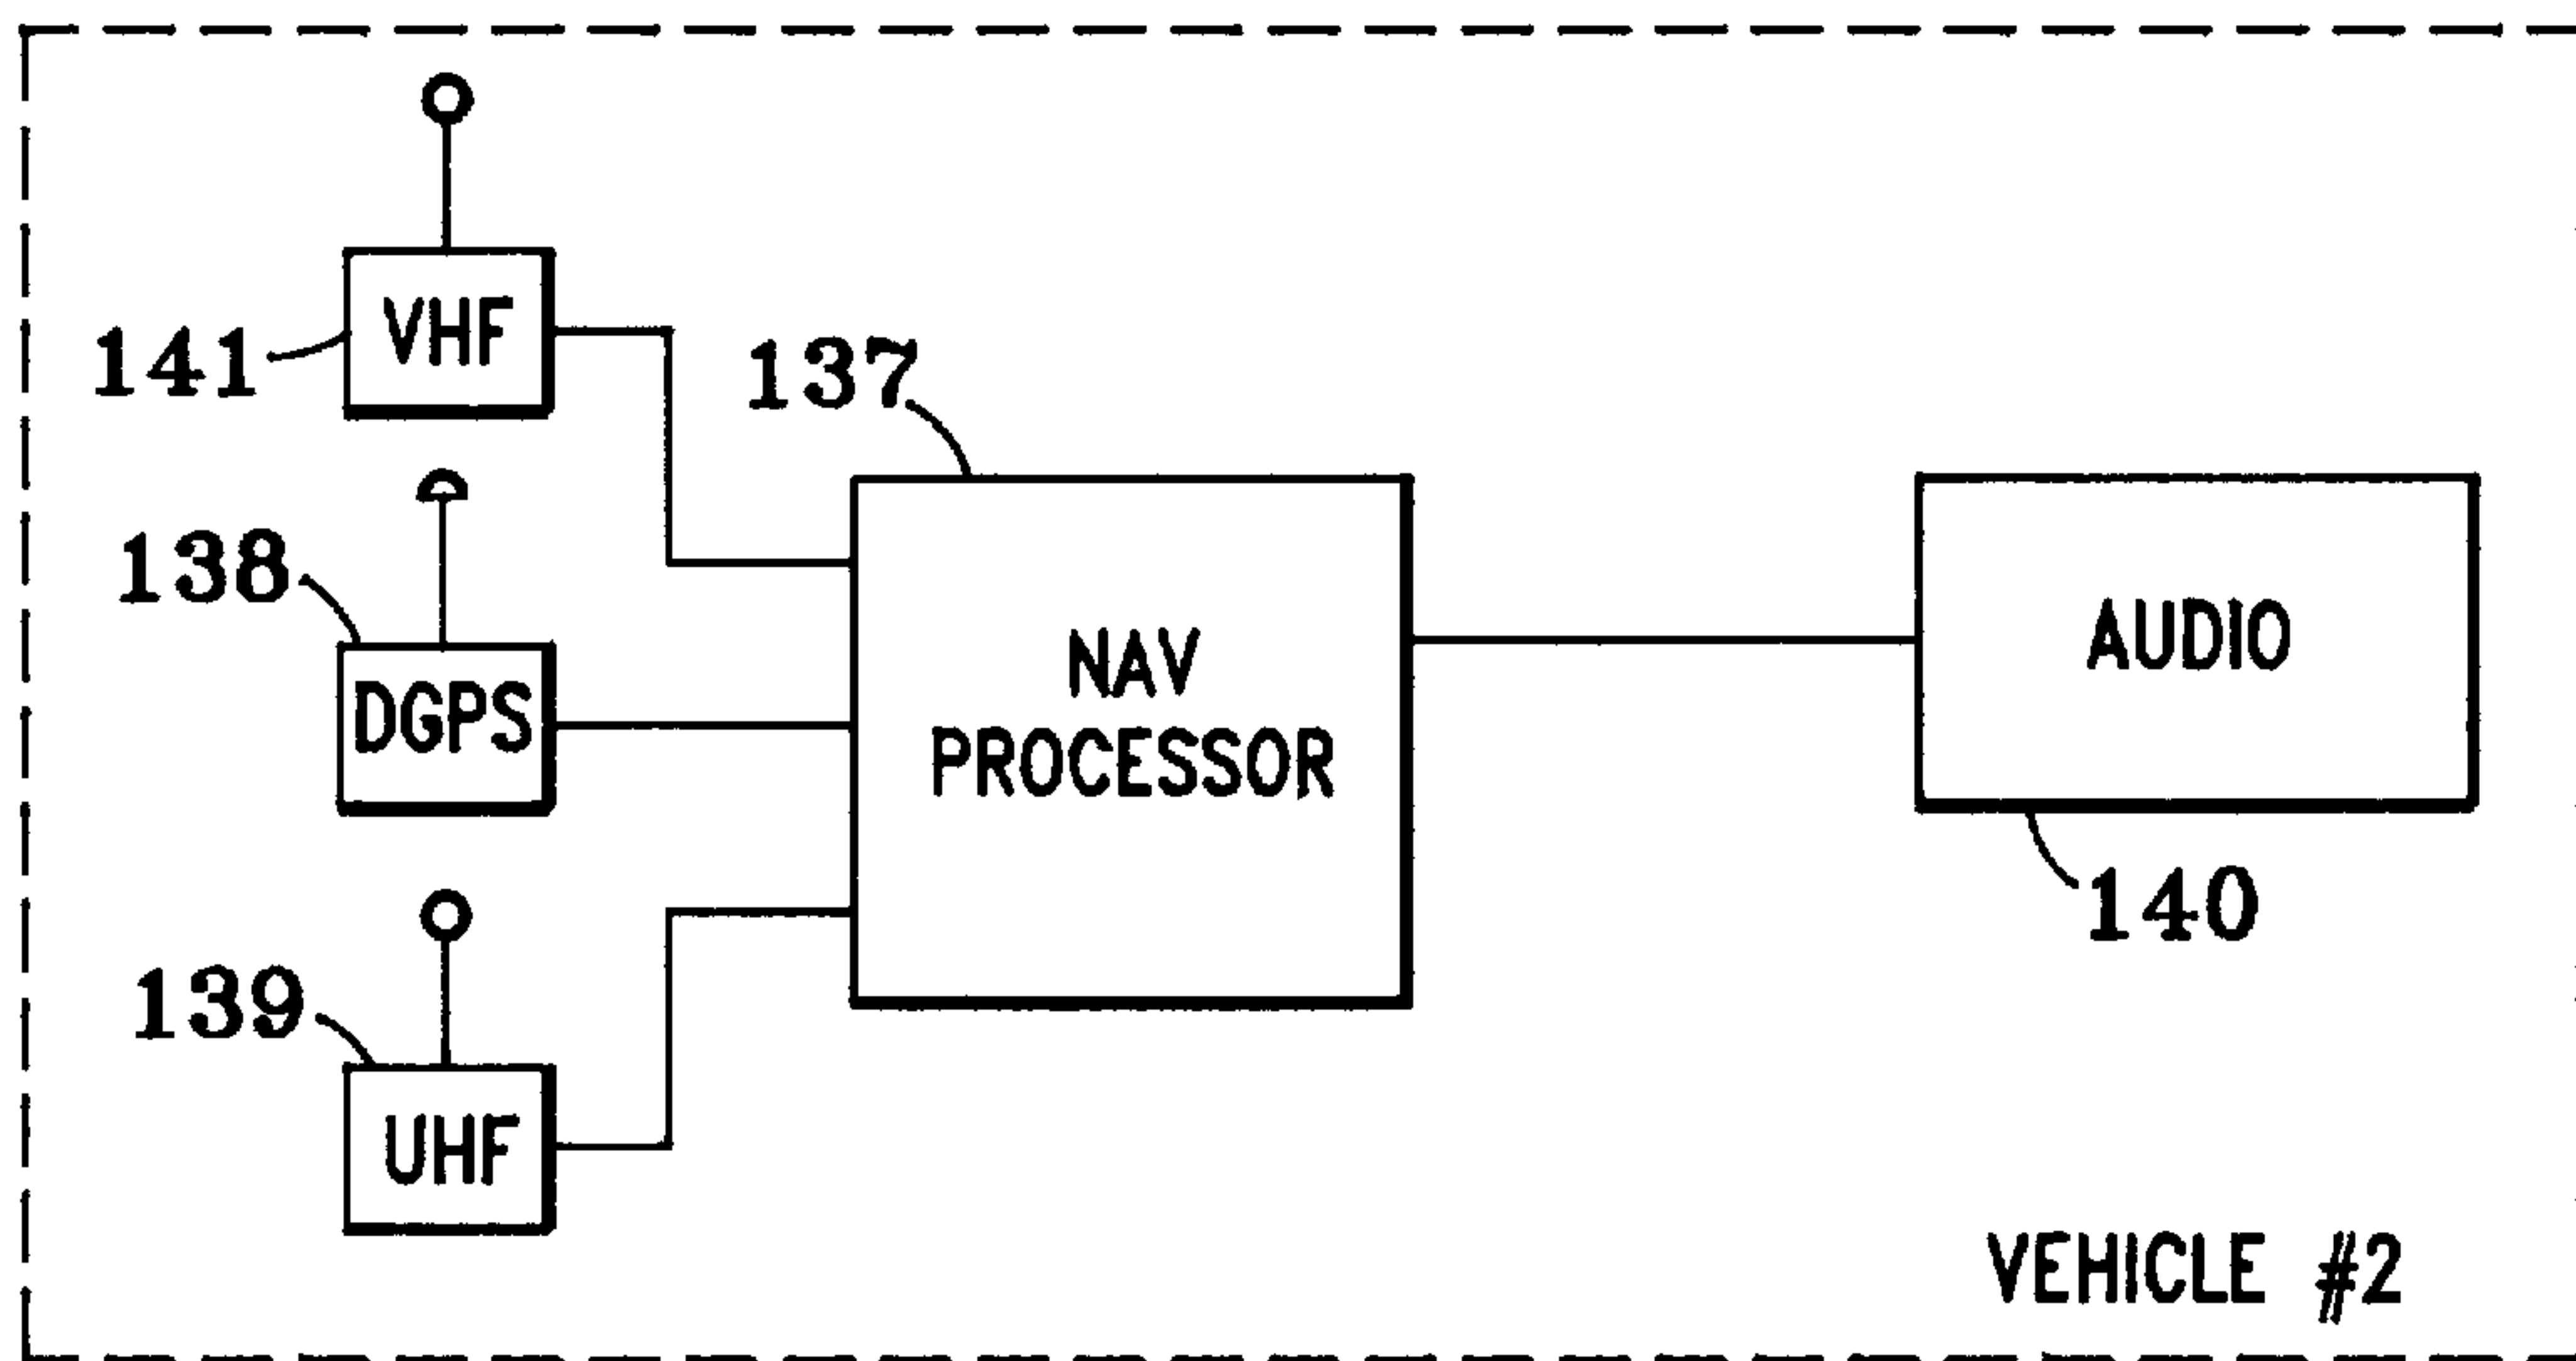 VHF
141
137
138
DGPS
NAV
PROCESSOR
AUDIO
140
139
UHF
VEHICLE #2